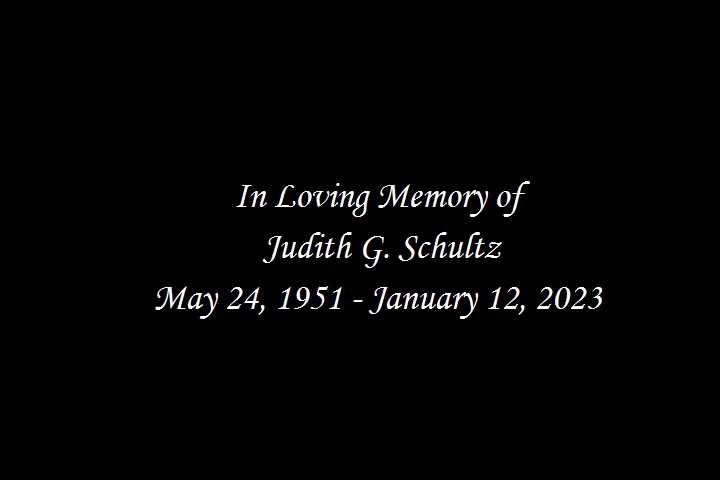 In Loving Memory of
Judith G. Schultz
May 24, 1951 - January 12, 2023